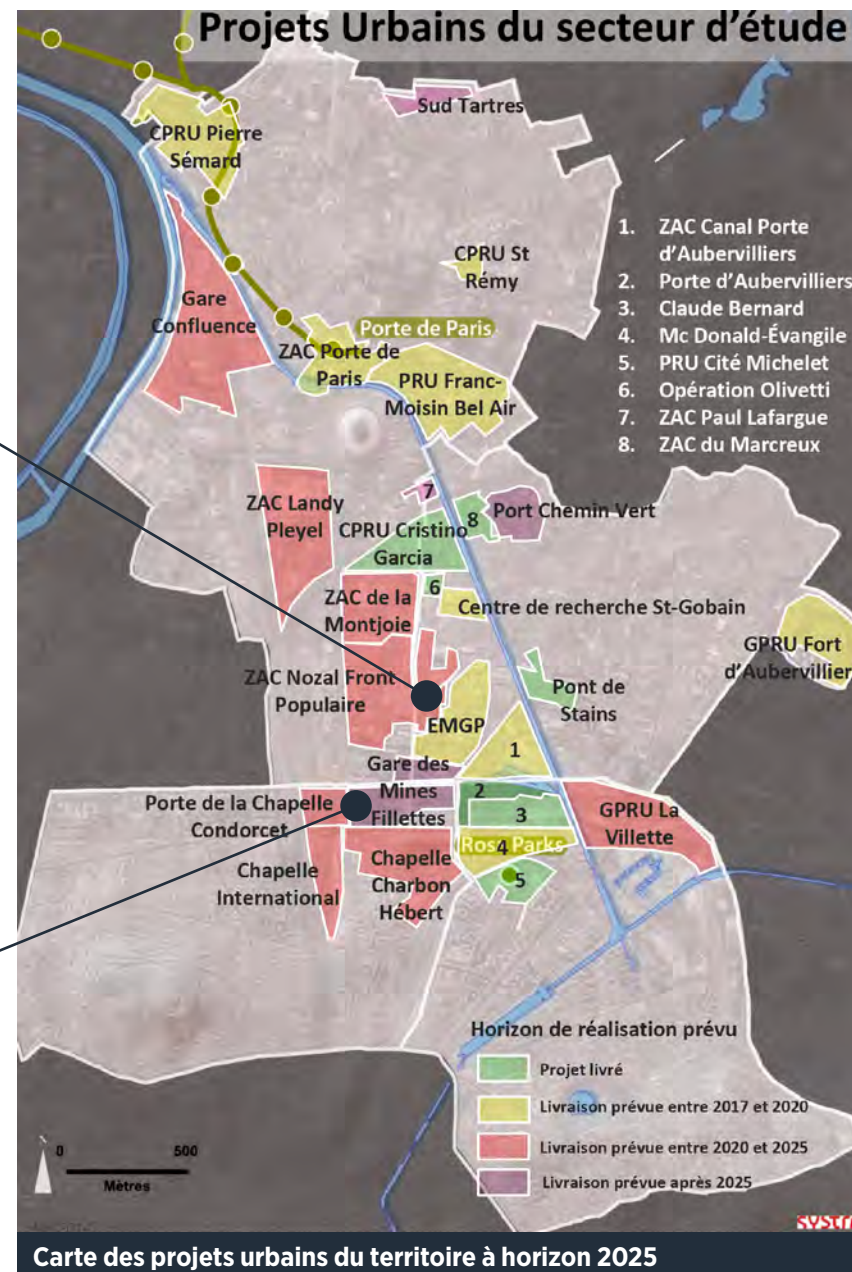 Projets Urbains du secteur d'étude
Sud Tartres
CPRU Pierre
Sémard
1. ZAC Canal Porte
d'Aubervilliers
2. Porte d'Aubervilliers
3. Claude Bernard
4. Mc Donald-Évangile
5. PRU Cité Michelet
6. Opération Olivetti
7. ZAC Paul Lafargue
8. ZAC du Marcreux
CPRU St
Rémy
Gare
Confluence
Porte de Paris
ZAC Porte de
Paris
PRU Franc-
Moisin Bel Air
7
ZAC Landy
Pleyel
CPRU Cristino
Garcia
8
Port Chemin Vert
6
ZAC de la
Montjoie
Centre de recherche St-Gobain
GPRU Fort
d'Aubervillier
ZAC Nozal Front
Populaire
Pont de
Stains
EMGP
1
Gare des
Mines
Fillettes
Porte de la Chapelle
Condorcet
2
3
GPRU La
Villette
4
Parks
Chapelle
International
Chapelle
Charbon
Hébert
5
Horizon de réalisation prévu
Projet livré
Livraison prévue entre 2017 et 2020
Livraison prévue entre 2020 et 2025
Livraison prévue après 2025
0 500
Mètres
Carte des projets urbains du territoire à horizon 2025